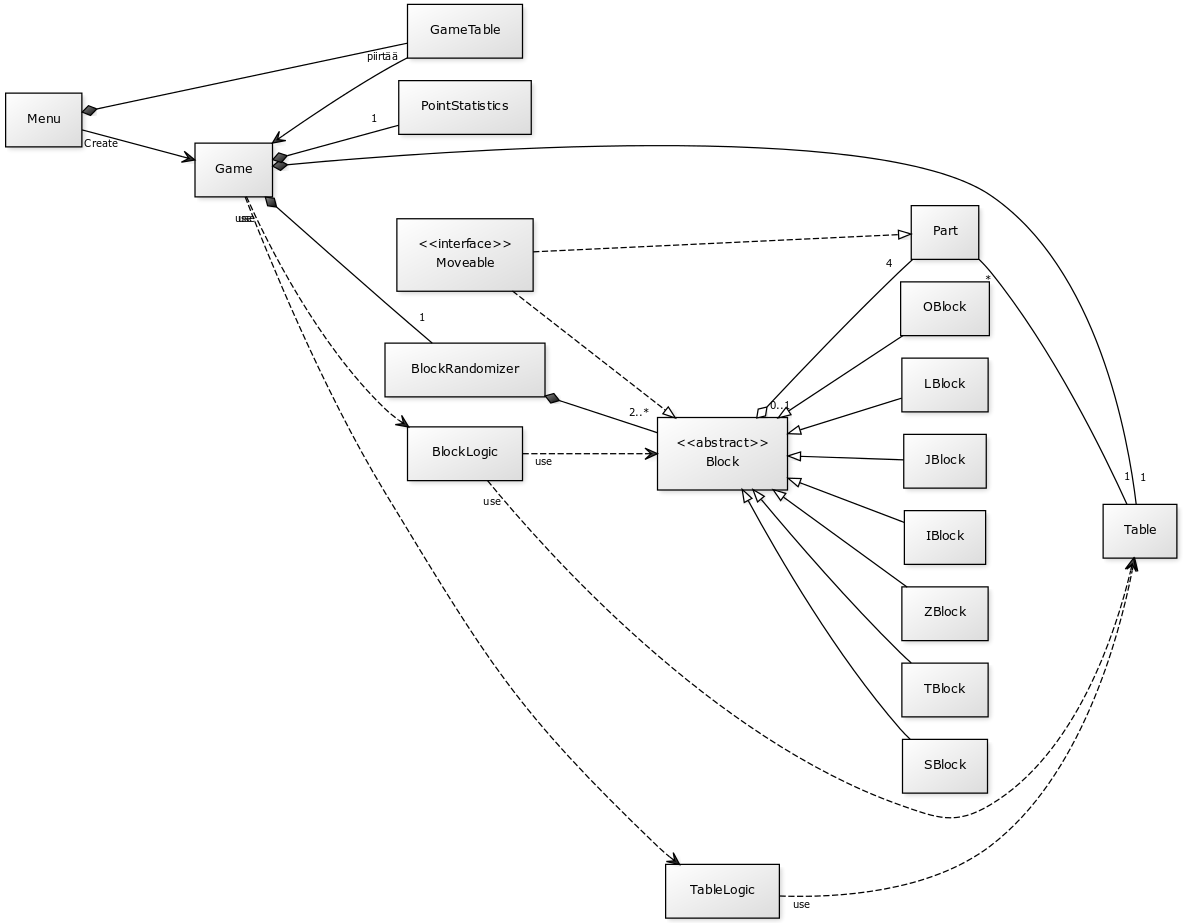 GameTable
piirtää
PointStatistics
1
Menu
Create
Game
use
use
<<interface>>
Moveable
Part
4
*
OBlock
1
BlockRandomizer
2..*
0..1
LBlock
<<abstract>>
Block
BlockLogic
use
use
JBlock
1
1
Table
IBlock
ZBlock
TBlock
SBlock
TableLogic
use